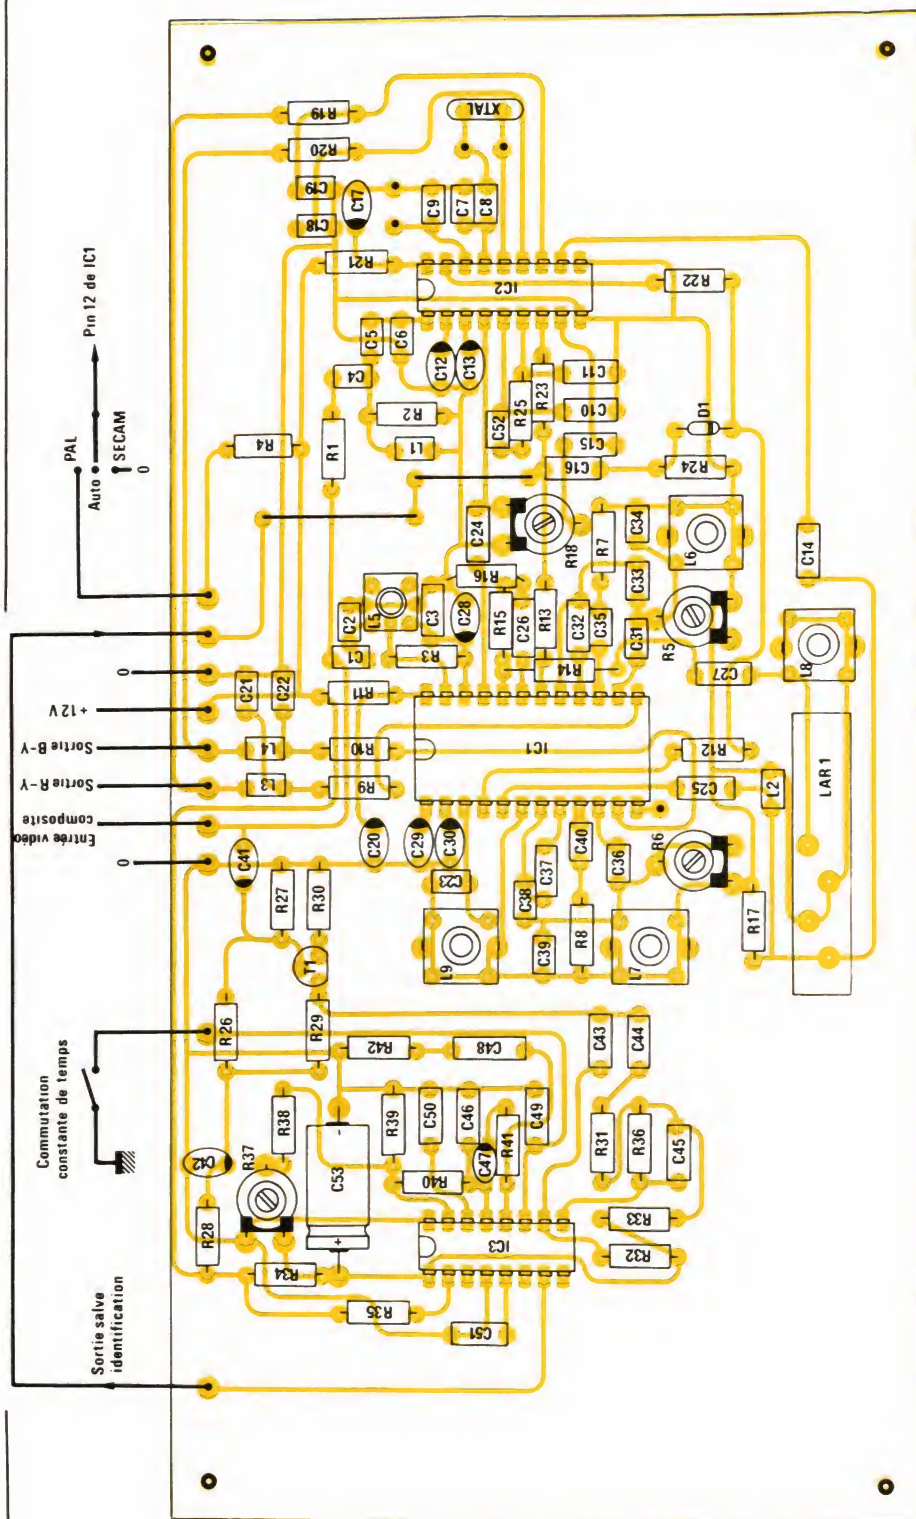 PAL
Auto
SECAM
0
Pin 12 de IC1
0
+ 12 V
Sortie B-Y
Sortie R-Y
Entrée vidéo
composite
0
Commutation
constante de temps
Sortie salve
identification
R19
R20
C19
C18
C17
C9
C7
C8
XTAL
R21
IC2
R22
C5
C6
C4
C12
C13
R4
R1
R2
L1
C52
R25
R23
C11
C10
C15
C16
D1
R24
C24
R18
R7
C34
L6
C2
L5
C3
R16
C1
R3
C28
R15
C26
R13
C32
C35
C33
C31
R5
C14
R14
C27
L8
C21
C22
R11
L4
R10
L3
R9
IC1
R12
C25
L2
LAR 1
C41
C20
C29
C30
C23
R27
R30
C38
C37
C40
C36
R6
R17
T1
L9
C39
R8
L7
R26
R29
R42
C48
C43
C44
C42
R37
R38
C53
-
+
R39
C50
C46
C49
R40
C47
R41
R31
R36
C45
R28
R34
R35
IC3
C51
R33
R32